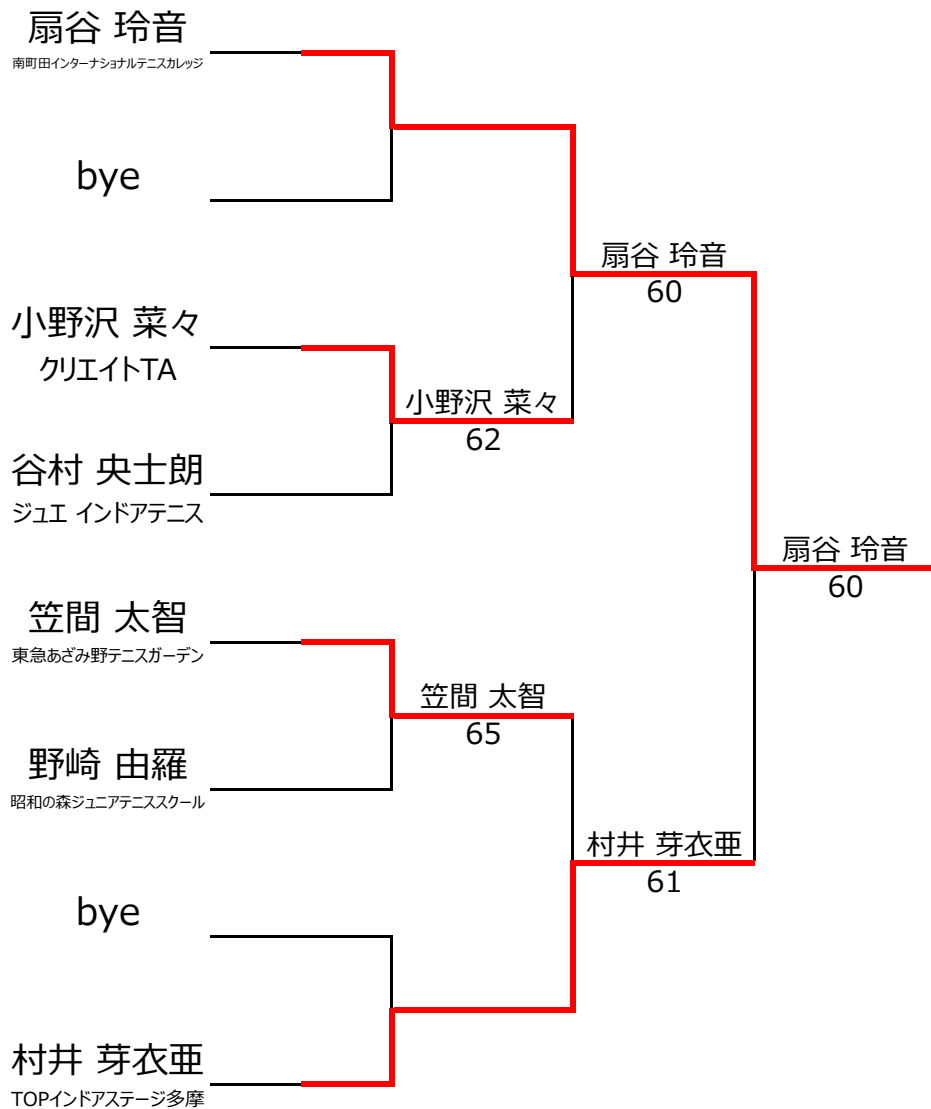 扇谷 玲音
南町田インターナショナルテニスカレッジ
bye
扇谷 玲音
60
小野沢 菜々
クリエイトTA
小野沢 菜々
62
谷村 央士朗
ジュエ インドアテニス
扇谷 玲音
60
笠間 太智
東急あざみ野テニスガーデン
笠間 太智
65
野崎 由羅
昭和の森ジュニアテニススクール
村井 芽衣亜
61
bye
村井 芽衣亜
TOPインドアステージ多摩